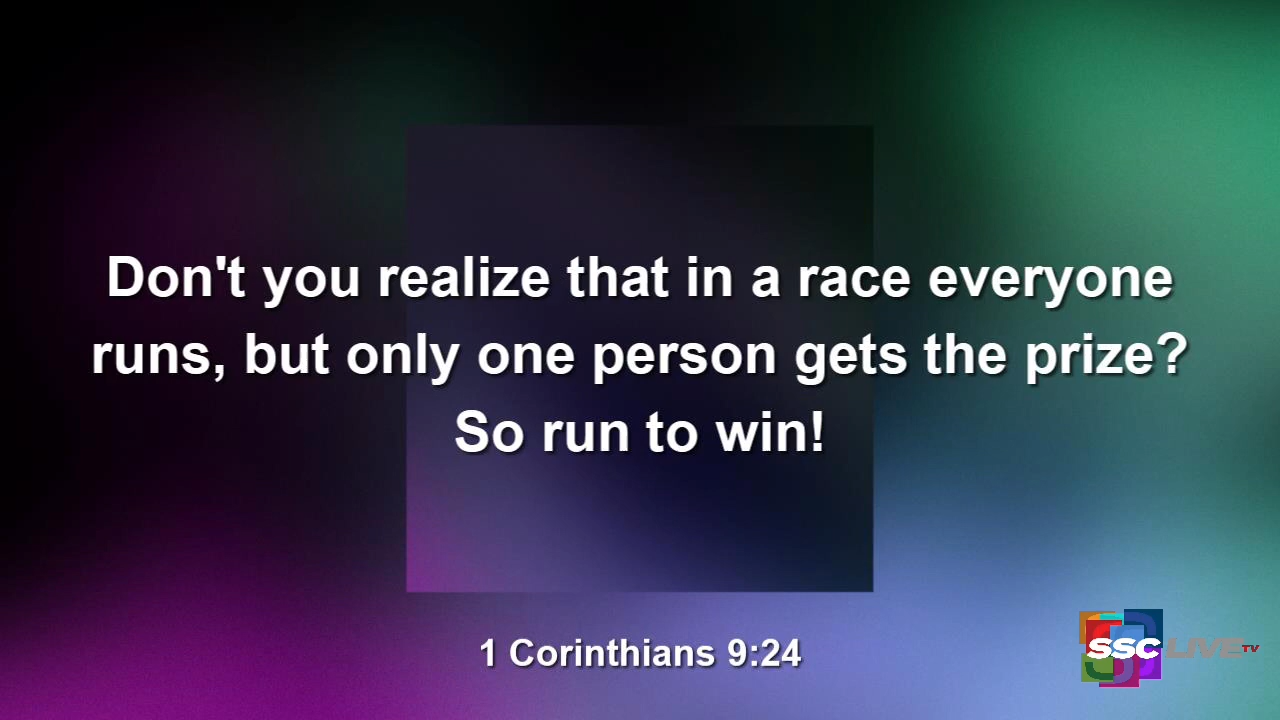 Don't you realize that in a race everyone
runs, but only one person gets the prize?
So run to win!
1 Corinthians 9:24
SSC LIVE TV